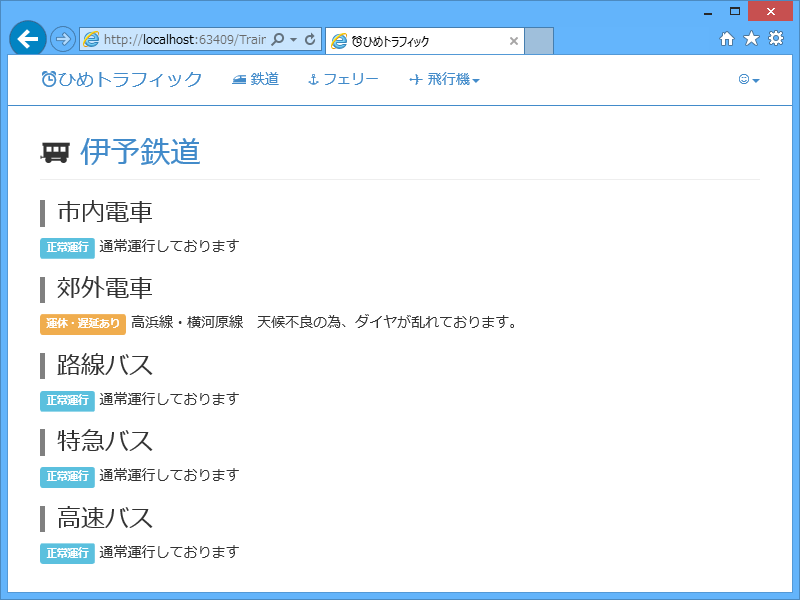 http://localhost:63409/Train
ひめトラフィック
ひめトラフィック
鉄道
フェリー
飛行機
伊予鉄道
市内電車
正常運行 通常運行しております
郊外電車
運休・遅延あり 高浜線・横河原線　天候不良の為、ダイヤが乱れております。
路線バス
正常運行 通常運行しております
特急バス
正常運行 通常運行しております
高速バス
正常運行 通常運行しております